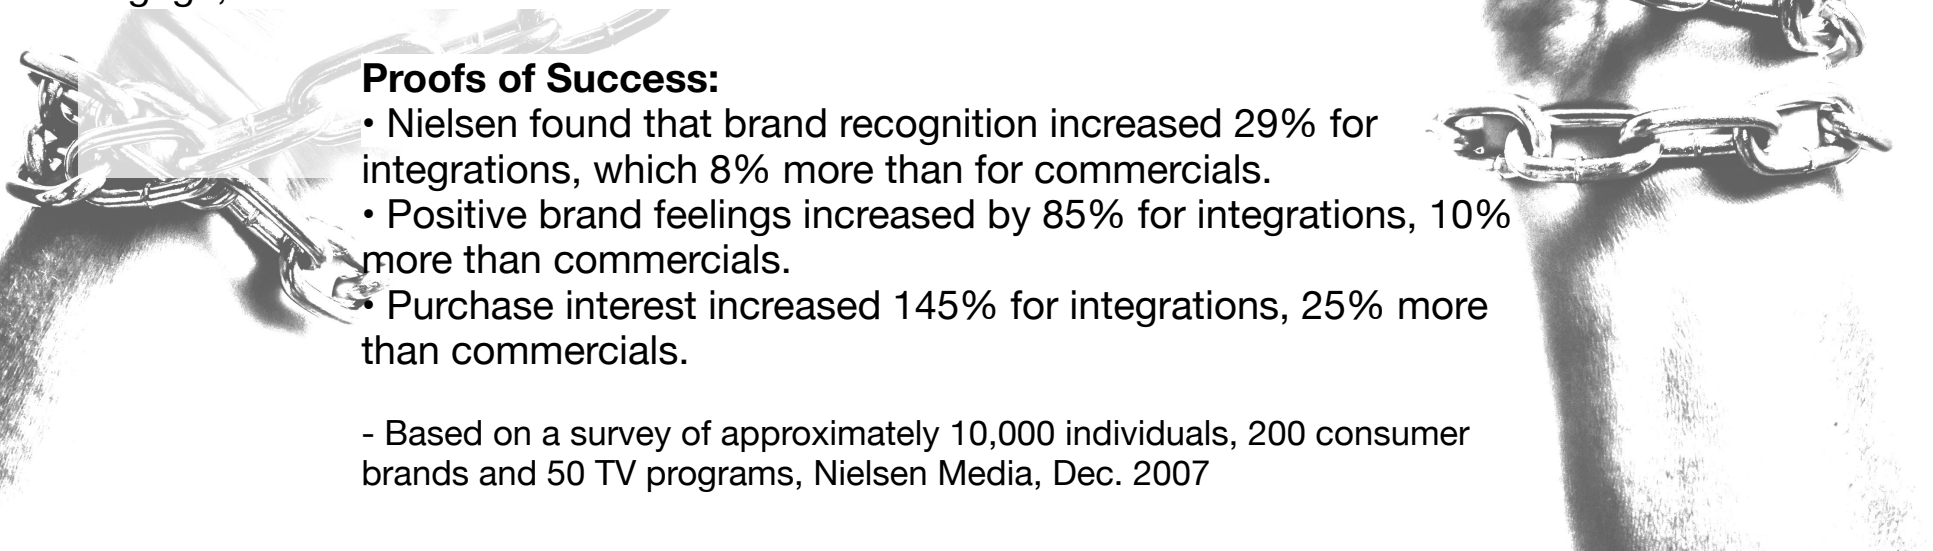 Proofs of Success:
• Nielsen found that brand recognition increased 29% for
integrations, which 8% more than for commercials.
• Positive brand feelings increased by 85% for integrations, 10%
more than commercials.
• Purchase interest increased 145% for integrations, 25% more
than commercials.
- Based on a survey of approximately 10,000 individuals, 200 consumer
brands and 50 TV programs, Nielsen Media, Dec. 2007